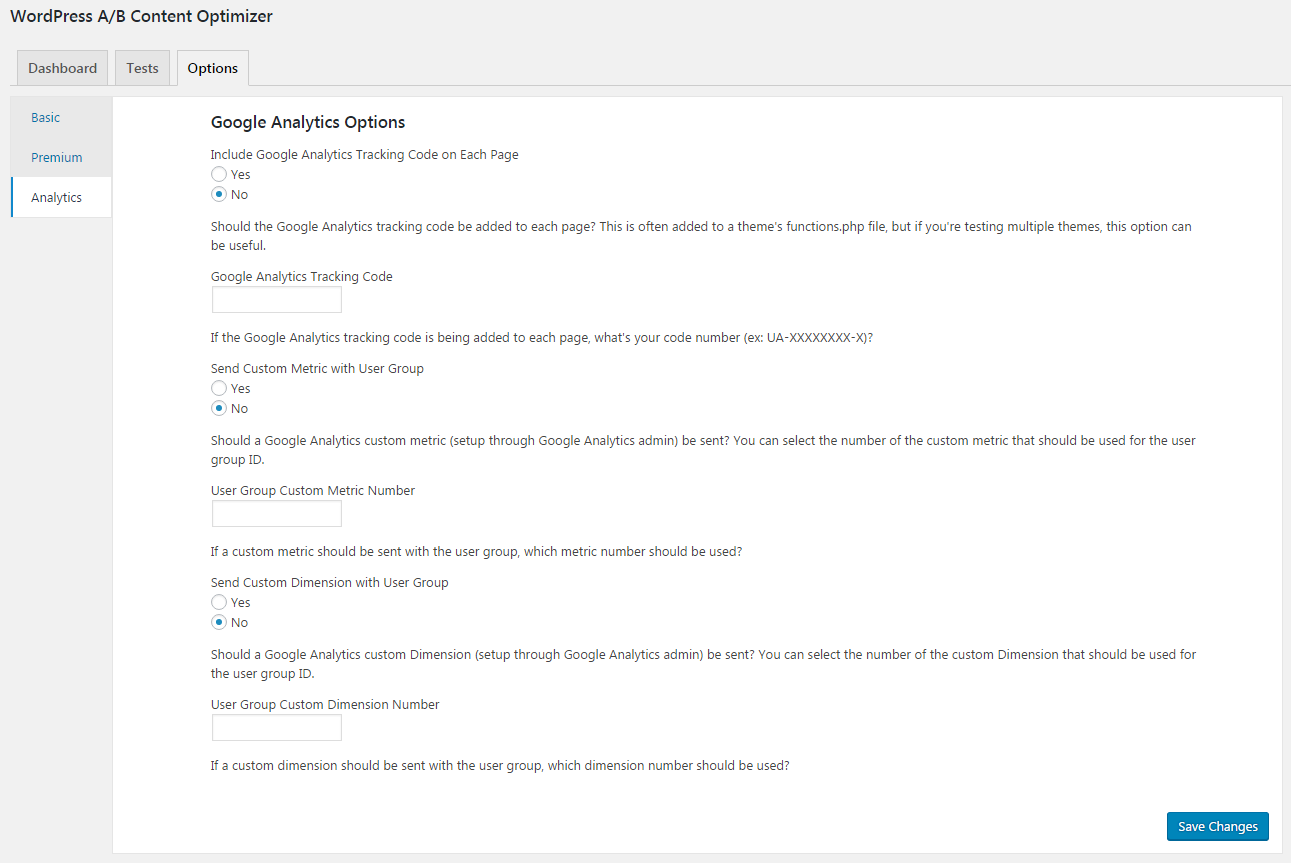 WordPress A/B Content Optimizer
Dashboard
Tests
Options
Basic
Premium
Analytics
Google Analytics Options
Include Google Analytics Tracking Code on Each Page
Yes
No
Should the Google Analytics tracking code be added to each page? This is often added to a theme's functions.php file, but if you're testing multiple themes, this option can
be useful.
Google Analytics Tracking Code
If the Google Analytics tracking code is being added to each page, what's your code number (ex: UA-XXXXXXXX-X)?
Send Custom Metric with User Group
Yes
No
Should a Google Analytics custom metric (setup through Google Analytics admin) be sent? You can select the number of the custom metric that should be used for the user
group ID.
User Group Custom Metric Number
If a custom metric should be sent with the user group, which metric number should be used?
Send Custom Dimension with User Group
Yes
No
Should a Google Analytics custom Dimension (setup through Google Analytics admin) be sent? You can select the number of the custom Dimension that should be used for
the user group ID.
User Group Custom Dimension Number
If a custom dimension should be sent with the user group, which dimension number should be used?
Save Changes